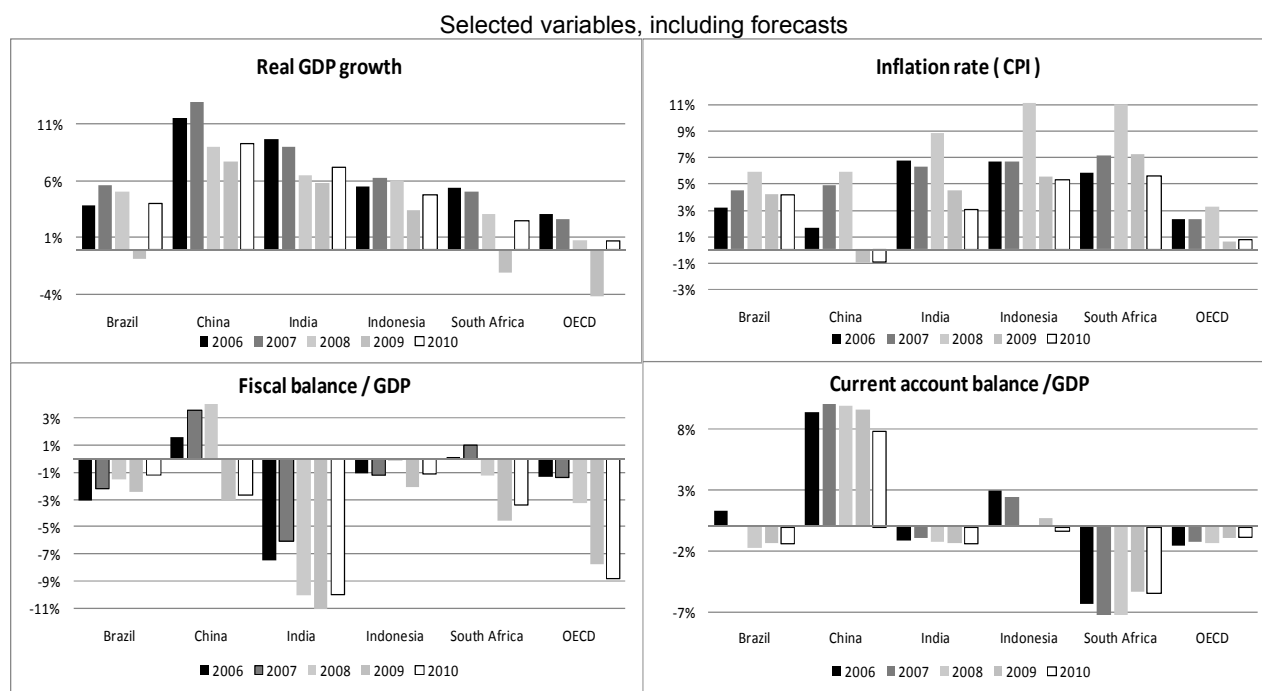 Selected variables, including forecasts
Real GDP growth
11%
6%
1%
-4%
Brazil China India Indonesia South Africa OECD
2006 2007 2008 2009 2010
Inflation rate ( CPI )
11%
9%
7%
5%
3%
1%
-1%
-3%
Brazil China India Indonesia South Africa OECD
2006 2007 2008 2009 2010
Fiscal balance / GDP
3%
1%
-1%
-3%
-5%
-7%
-9%
-11%
Brazil China India Indonesia South Africa OECD
2006 2007 2008 2009 2010
Current account balance /GDP
8%
3%
-2%
-7%
Brazil China India Indonesia South Africa OECD
2006 2007 2008 2009 2010